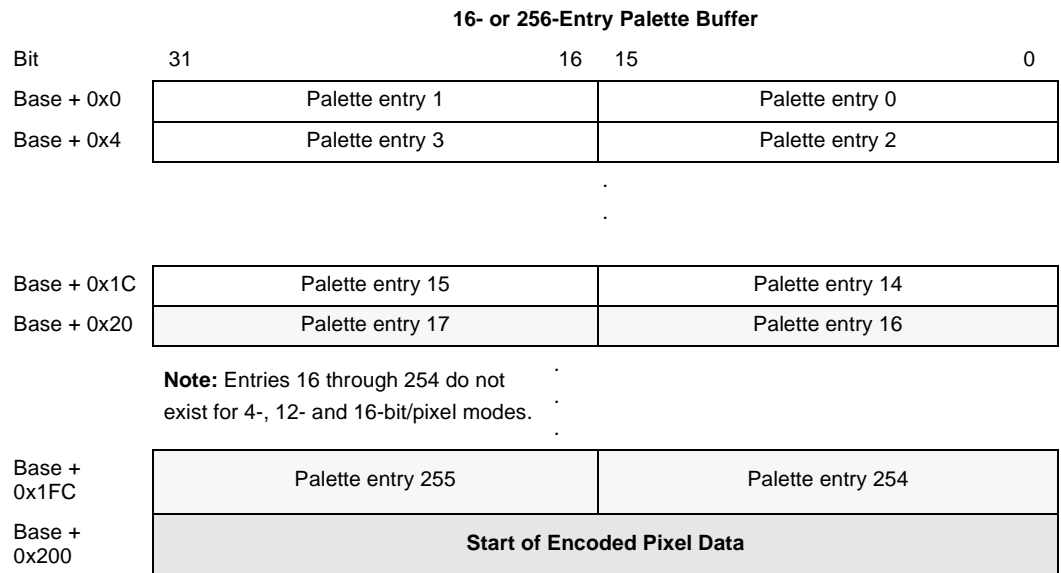 16- or 256-Entry Palette Buffer
Bit 31 16 15 0
Base + 0x0 Palette entry 1 Palette entry 0
Base + 0x4 Palette entry 3 Palette entry 2
.
.
Base + 0x1C Palette entry 15 Palette entry 14
Base + 0x20 Palette entry 17 Palette entry 16
Note: Entries 16 through 254 do not
exist for 4-, 12- and 16-bit/pixel modes.
.
.
.
Base +
0x1FC Palette entry 255 Palette entry 254
Base +
0x200 Start of Encoded Pixel Data